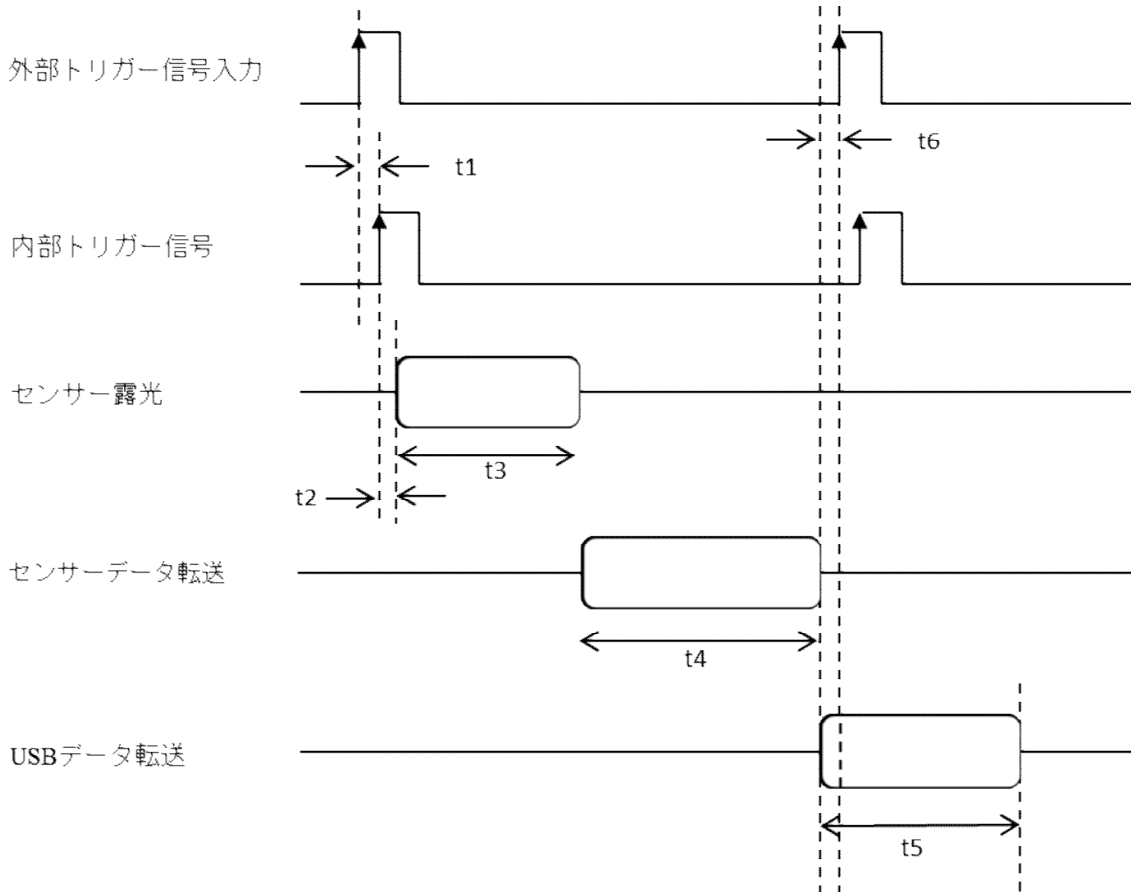 外部トリガー信号入力
t6
t1
内部トリガー信号
センサー露光
t3
t2
センサーデータ転送
t4
USBデータ転送
t5